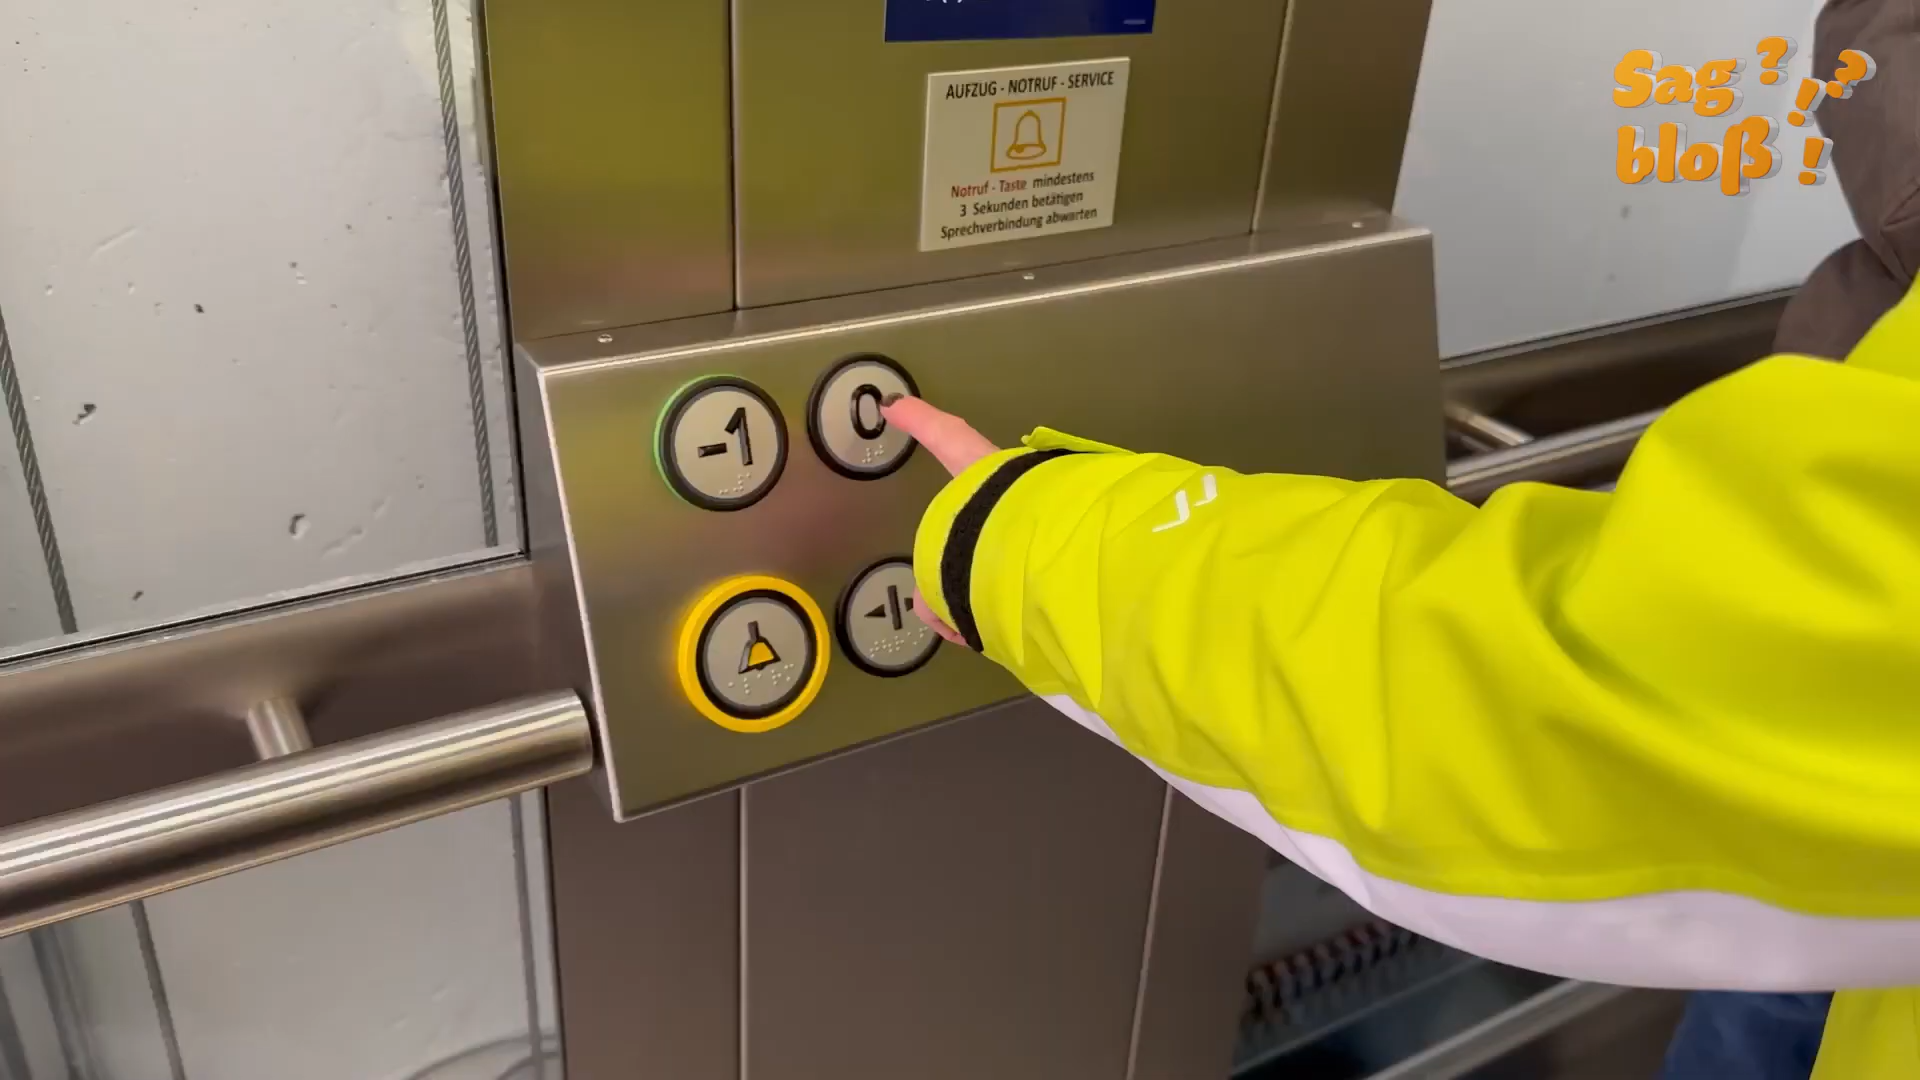 AUFZUG - NOTRUF - SERVICE
Notruf - Taste mindestens
3 Sekunden betätigen
Sprechverbindung abwarten
Sag??
bloß!!
-1
0